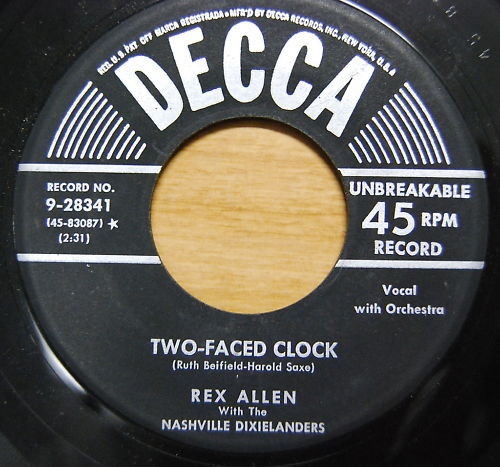 REG. U.S. PAT. OFF. MARCA REGISTRADA • MF'R'D BY DECCA RECORDS, INC., NEW YORK, U.S.A.
DECCA
RECORD NO.
9-28341
(45-83087) ★
(2:31)
UNBREAKABLE
45 RPM
RECORD
Vocal
with Orchestra
TWO-FACED CLOCK
(Ruth Beifield-Harold Saxe)
REX ALLEN
With The
NASHVILLE DIXIELANDERS